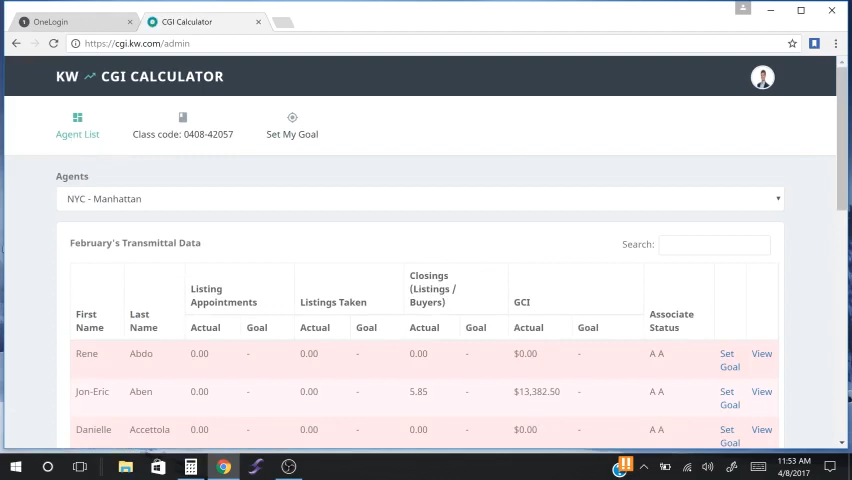 OneLogin
CGI Calculator
https://cgi.kw.com/admin
KW CGI CALCULATOR
Agent List
Class code: 0408-42057
Set My Goal
Agents
NYC - Manhattan
February's Transmittal Data
Search:
First Name
Last Name
Listing Appointments
Listings Taken
Closings (Listings / Buyers)
GCI
Associate Status
Actual Goal Actual Goal Actual Goal Actual Goal
Rene Abdo 0.00 - 0.00 - 0.00 - $0.00 - A A Set Goal View
Jon-Eric Aben 0.00 - 0.00 - 5.85 - $13,382.50 - A A Set Goal View
Danielle Accettola 0.00 - 0.00 - 0.00 - $0.00 - A A Set Goal View
11:53 AM
4/8/2017